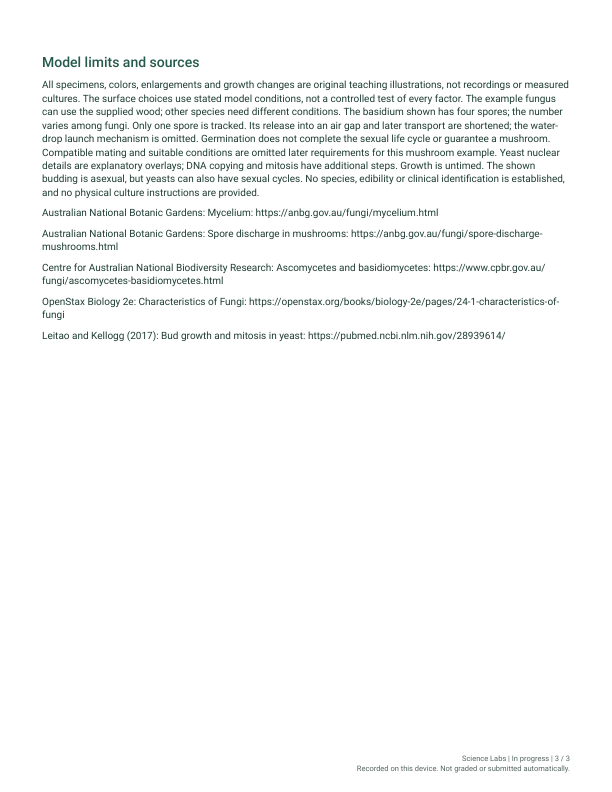 Model limits and sources
All specimens, colors, enlargements and growth changes are original teaching illustrations, not recordings or measured
cultures. The surface choices use stated model conditions, not a controlled test of every factor. The example fungus
can use the supplied wood; other species need different conditions. The basidium shown has four spores; the number
varies among fungi. Only one spore is tracked. Its release into an air gap and later transport are shortened; the water-
drop launch mechanism is omitted. Germination does not complete the sexual life cycle or guarantee a mushroom.
Compatible mating and suitable conditions are omitted later requirements for this mushroom example. Yeast nuclear
details are explanatory overlays; DNA copying and mitosis have additional steps. Growth is untimed. The shown
budding is asexual, but yeasts can also have sexual cycles. No species, edibility or clinical identification is established,
and no physical culture instructions are provided.
Australian National Botanic Gardens: Mycelium: https://anbg.gov.au/fungi/mycelium.html
Australian National Botanic Gardens: Spore discharge in mushrooms: https://anbg.gov.au/fungi/spore-discharge-
mushrooms.html
Centre for Australian National Biodiversity Research: Ascomycetes and basidiomycetes: https://www.cpbr.gov.au/
fungi/ascomycetes-basidiomycetes.html
OpenStax Biology 2e: Characteristics of Fungi: https://openstax.org/books/biology-2e/pages/24-1-characteristics-of-
fungi
Leitao and Kellogg (2017): Bud growth and mitosis in yeast: https://pubmed.ncbi.nlm.nih.gov/28939614/
Science Labs | In progress | 3 / 3
Recorded on this device. Not graded or submitted automatically.